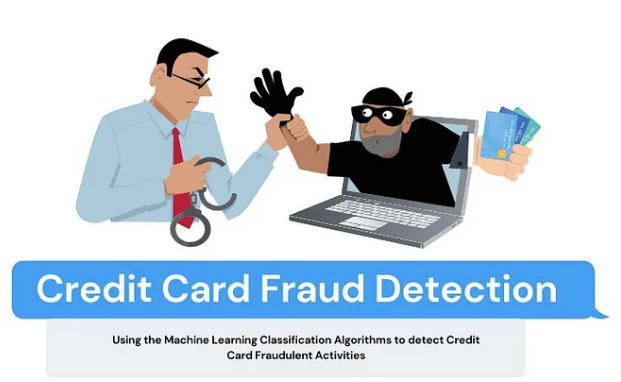 Credit Card Fraud Detection
Using the Machine Learning Classification Algorithms to detect Credit
Card Fraudulent Activities